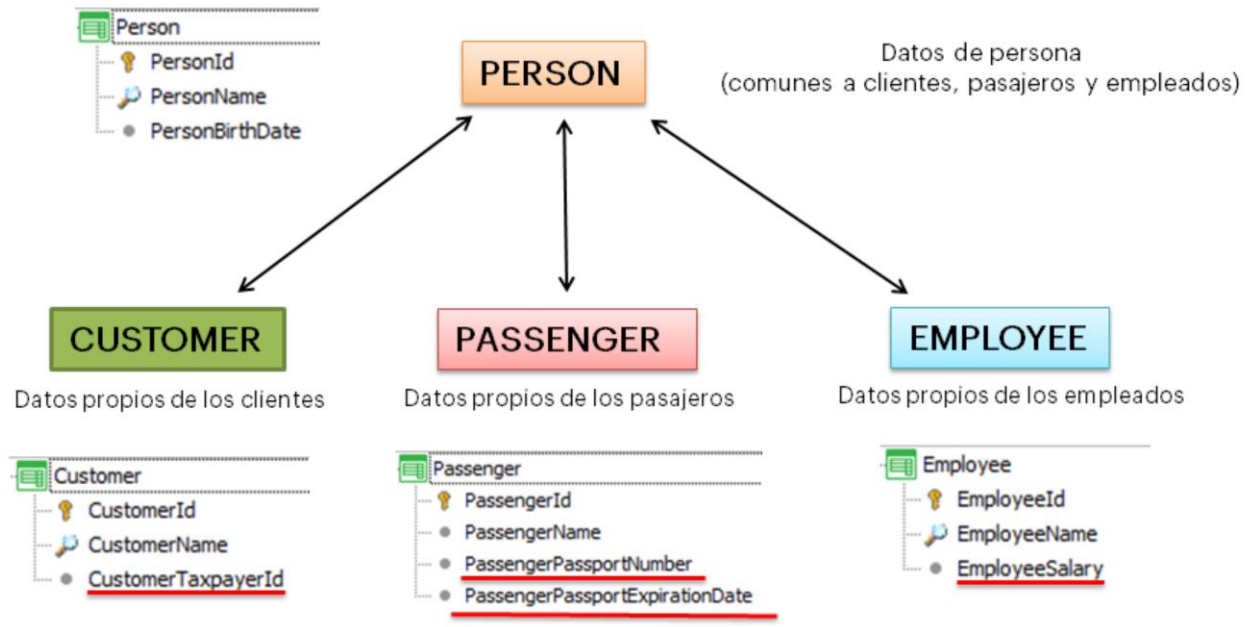 Person
PersonId
PersonName
PersonBirthDate
PERSON
Datos de persona
(comunes a clientes, pasajeros y empleados)
CUSTOMER
PASSENGER
EMPLOYEE
Datos propios de los clientes
Datos propios de los pasajeros
Datos propios de los empleados
Customer
CustomerId
CustomerName
CustomerTaxpayerId
Passenger
PassengerId
PassengerName
PassengerPassportNumber
PassengerPassportExpirationDate
Employee
EmployeeId
EmployeeName
EmployeeSalary